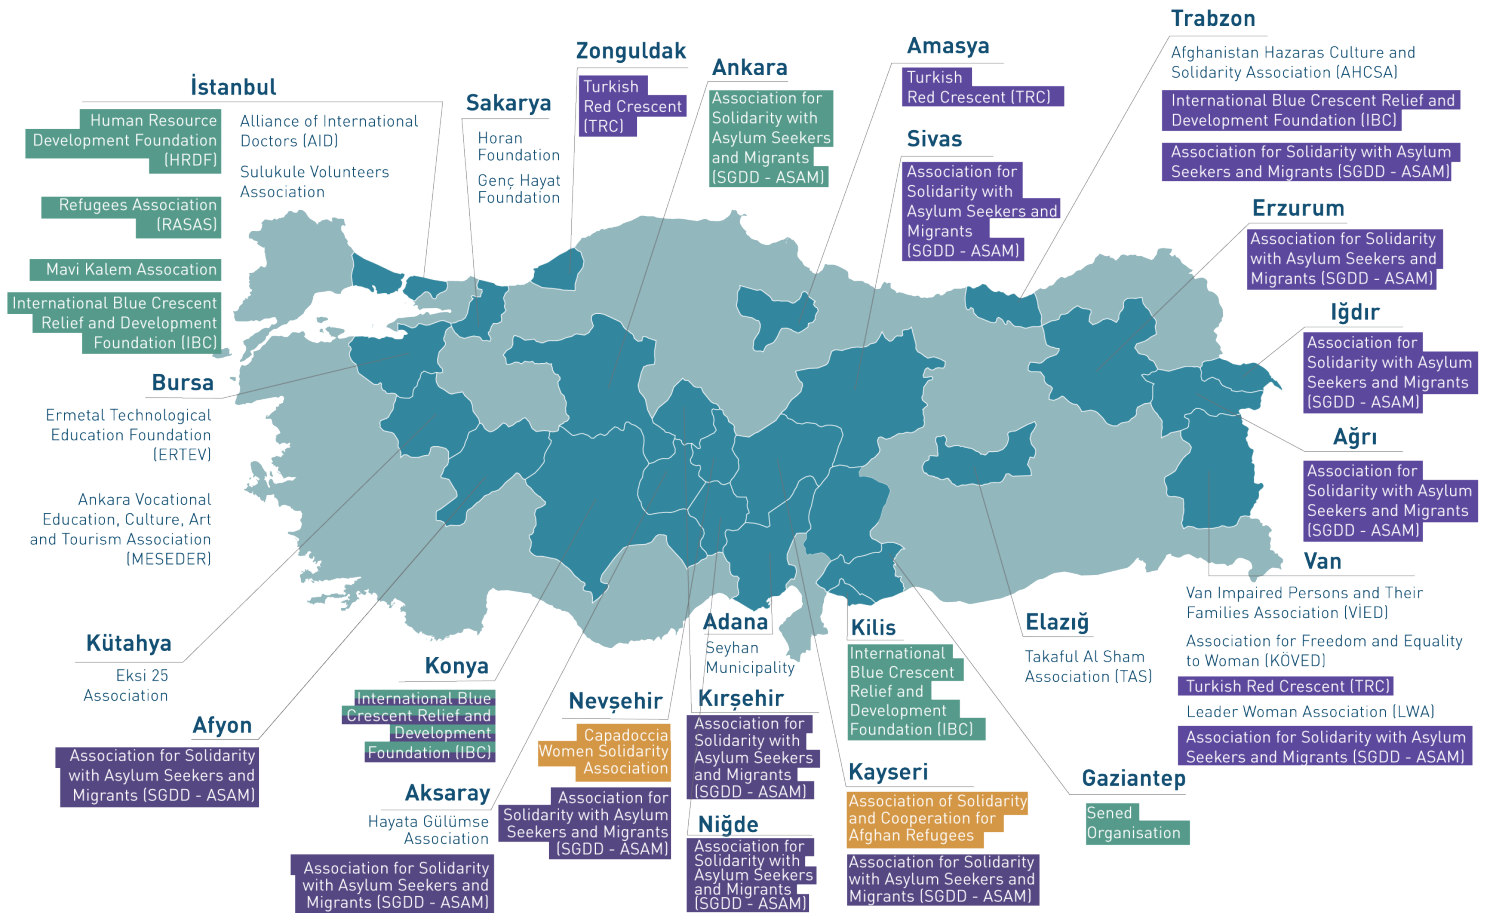 İstanbul
Human Resource
Development Foundation
(HRDF)
Refugees Association
(RASAS)
Mavi Kalem Assocation
International Blue Crescent
Relief and Development
Foundation (IBC)
Alliance of International
Doctors (AID)
Sulukule Volunteers
Association
Sakarya
Horan
Foundation
Genç Hayat
Foundation
Zonguldak
Turkish
Red Crescent
(TRC)
Ankara
Association for
Solidarity with
Asylum Seekers
and Migrants
(SGDD - ASAM)
Amasya
Turkish
Red Crescent (TRC)
Sivas
Association for
Solidarity with
Asylum Seekers and
Migrants
(SGDD - ASAM)
Trabzon
Afghanistan Hazaras Culture and
Solidarity Association (AHCSA)
International Blue Crescent Relief and
Development Foundation (IBC)
Association for Solidarity with Asylum
Seekers and Migrants (SGDD - ASAM)
Erzurum
Association for Solidarity
with Asylum Seekers and
Migrants (SGDD - ASAM)
Iğdır
Association for
Solidarity with Asylum
Seekers and Migrants
(SGDD - ASAM)
Ağrı
Association for
Solidarity with Asylum
Seekers and Migrants
(SGDD - ASAM)
Van
Van Impaired Persons and Their
Families Association (VİED)
Association for Freedom and Equality
to Woman (KÖVED)
Turkish Red Crescent (TRC)
Leader Woman Association (LWA)
Association for Solidarity with Asylum
Seekers and Migrants (SGDD - ASAM)
Bursa
Ermetal Technological
Education Foundation
(ERTEV)
Ankara Vocational
Education, Culture, Art
and Tourism Association
(MESEDER)
Kütahya
Eksi 25
Association
Afyon
Association for Solidarity
with Asylum Seekers and
Migrants (SGDD - ASAM)
Konya
International Blue
Crescent Relief and
Development
Foundation (IBC)
Aksaray
Hayata Gülümse
Association
Association for Solidarity
with Asylum Seekers and
Migrants (SGDD - ASAM)
Nevşehir
Capadoccia
Women Solidarity
Association
Association for
Solidarity with Asylum
Seekers and Migrants
(SGDD - ASAM)
Adana
Seyhan
Municipality
Kırşehir
Association for
Solidarity with
Asylum Seekers
and Migrants
(SGDD - ASAM)
Niğde
Association for
Solidarity with
Asylum Seekers
and Migrants
(SGDD - ASAM)
Kilis
International
Blue Crescent
Relief and
Development
Foundation (IBC)
Kayseri
Association of Solidarity
and Cooperation for
Afghan Refugees
Association for Solidarity
with Asylum Seekers and
Migrants (SGDD - ASAM)
Elazığ
Takaful Al Sham
Association (TAS)
Gaziantep
Sened
Organisation